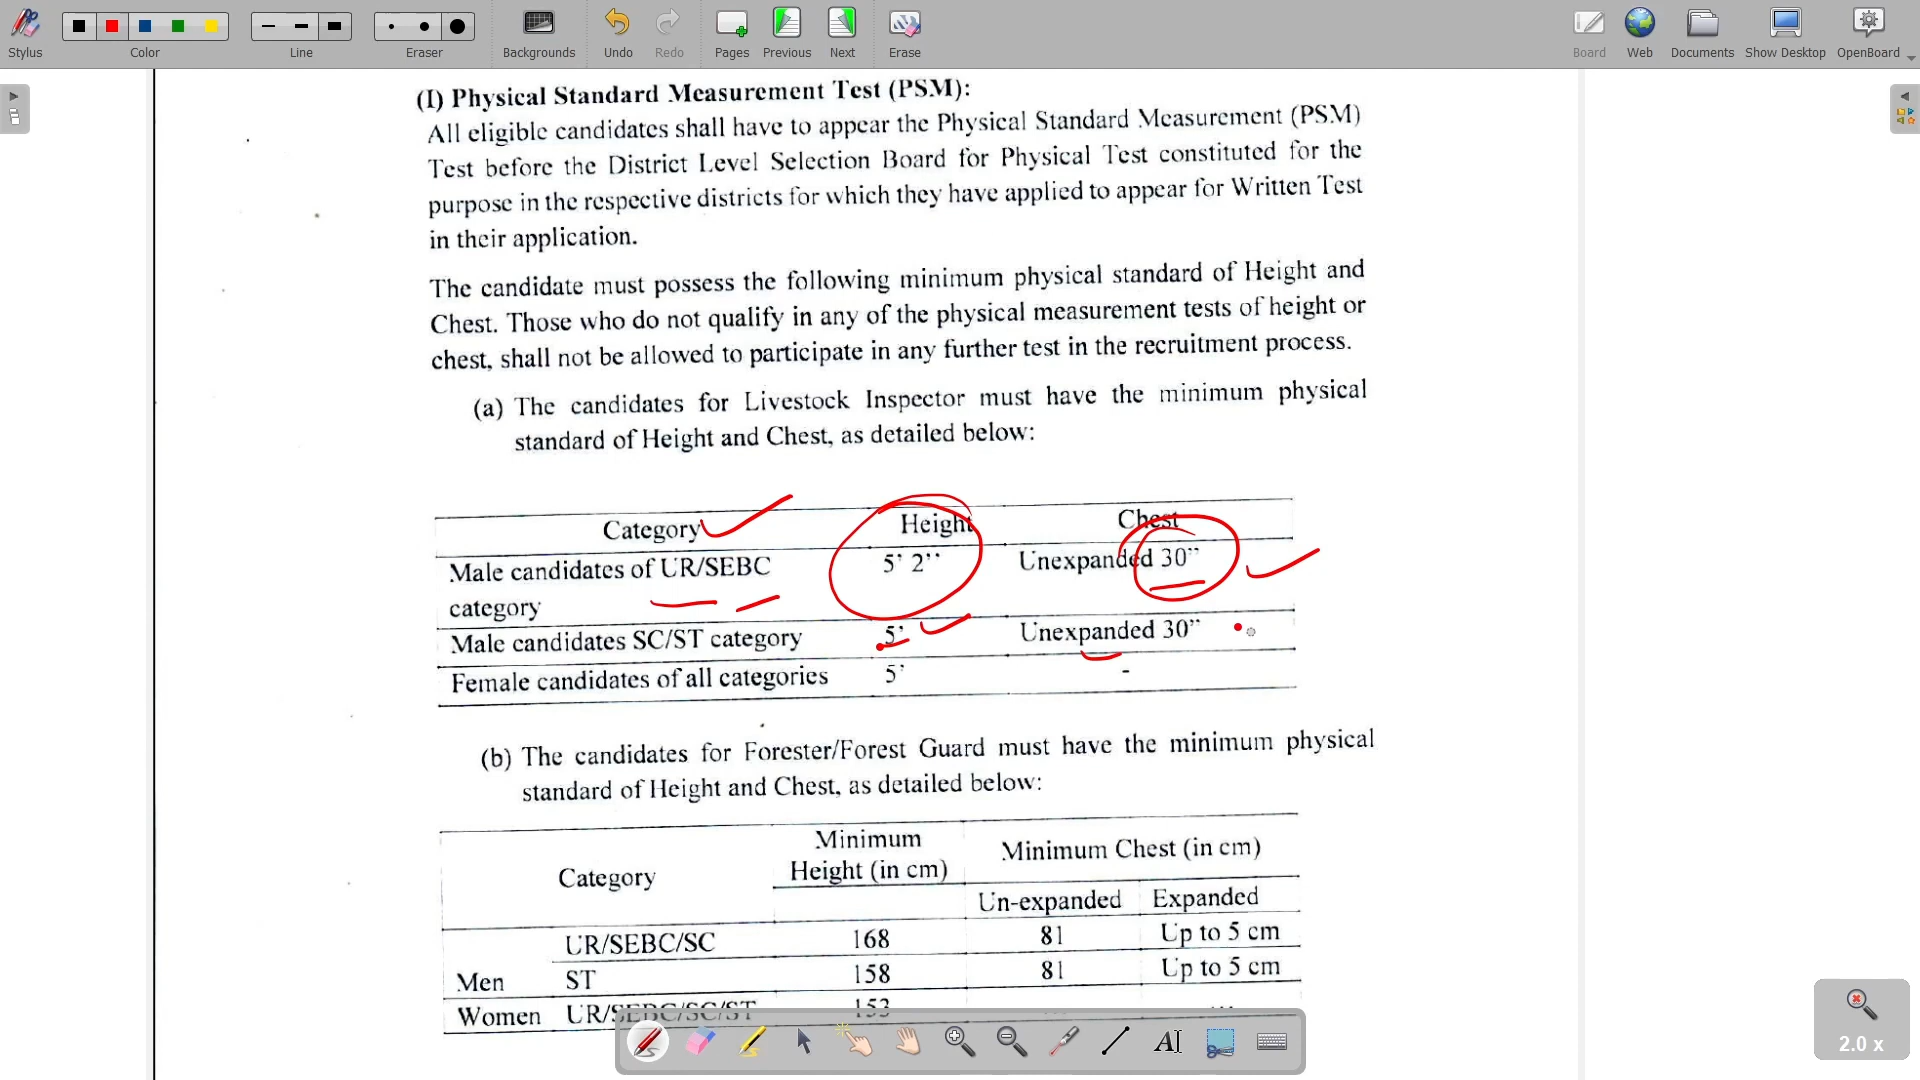 Stylus
Color
Line
Eraser
Backgrounds
Undo
Redo
Pages
Previous
Next
Erase
Board
Web
Documents
Show Desktop
OpenBoard
(I) Physical Standard Measurement Test (PSM):
All eligible candidates shall have to appear the Physical Standard Measurement (PSM)
Test before the District Level Selection Board for Physical Test constituted for the
purpose in the respective districts for which they have applied to appear for Written Test
in their application.
The candidate must possess the following minimum physical standard of Height and
Chest. Those who do not qualify in any of the physical measurement tests of height or
chest, shall not be allowed to participate in any further test in the recruitment process.
(a) The candidates for Livestock Inspector must have the minimum physical
standard of Height and Chest, as detailed below:
Category Height Chest
Male candidates of UR/SEBC 5' 2'' Unexpanded 30''
category
Male candidates SC/ST category 5' Unexpanded 30''
Female candidates of all categories 5' -
(b) The candidates for Forester/Forest Guard must have the minimum physical
standard of Height and Chest, as detailed below:
Minimum
Height (in cm)
Minimum Chest (in cm)
Category
Un-expanded Expanded
UR/SEBC/SC 168 81 Up to 5 cm
Men ST 158 81 Up to 5 cm
Women UR/SEBC/SC/ST 153 ...
2.0 x